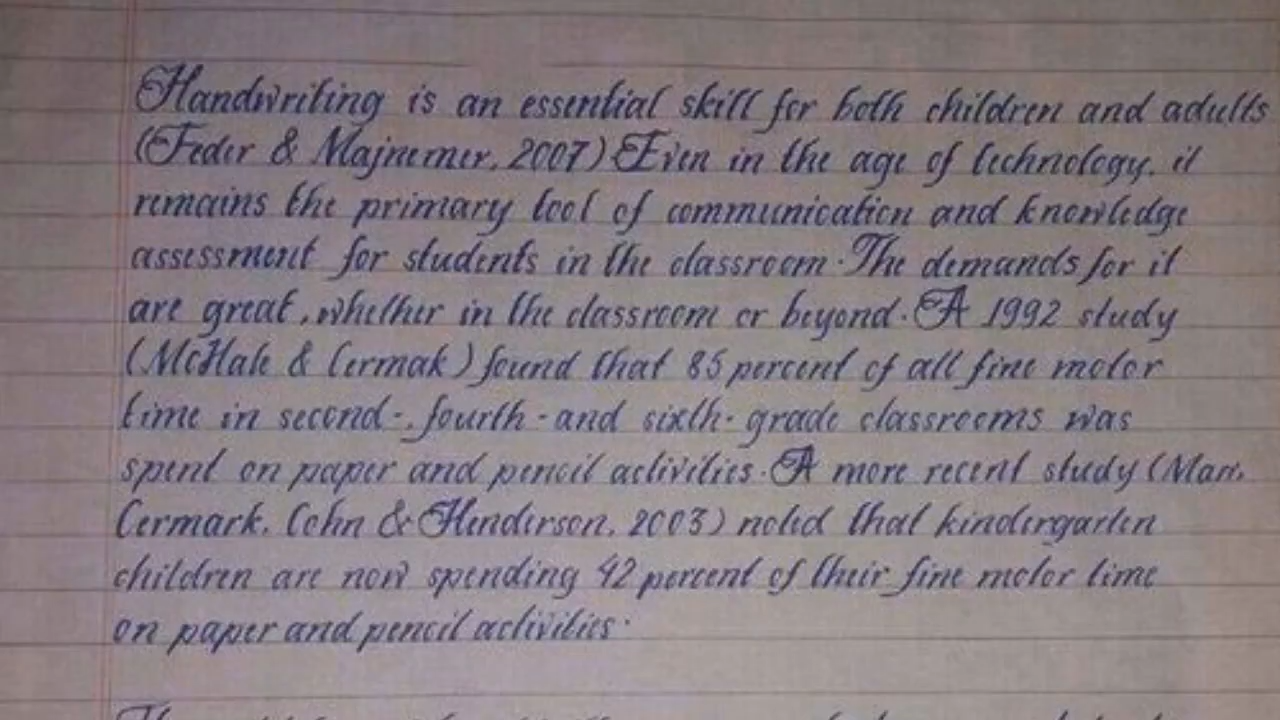 Handwriting is an essential skill for both children and adults
(Feder & Majnemer, 2007) Even in the age of technology, it
remains the primary tool of communication and knowledge
assessment for students in the classroom. The demands for it
are great, whether in the classroom or beyond. A 1992 study
(McHale & Cermak) found that 85 percent of all fine motor
time in second-, fourth-and sixth-grade classrooms was
spent on paper and pencil activities. A more recent study (Marr,
Cermark, Cohn & Henderson, 2003) noted that kindergarten
children are now spending 42 percent of their fine motor time
on paper and pencil activities.